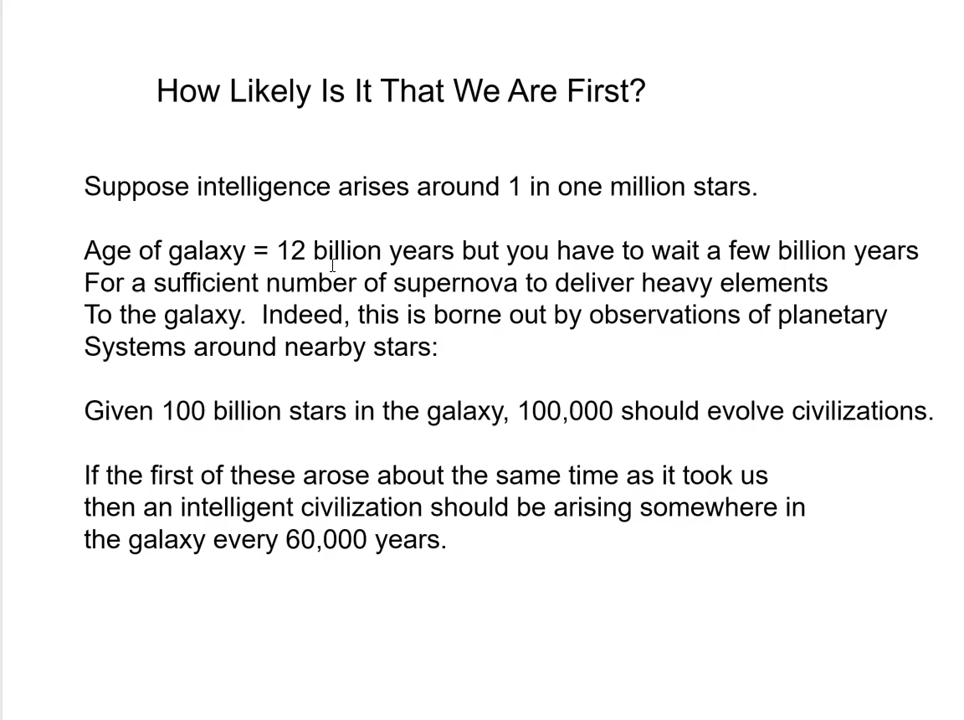 How Likely Is It That We Are First?
Suppose intelligence arises around 1 in one million stars.
Age of galaxy = 12 billion years but you have to wait a few billion years
For a sufficient number of supernova to deliver heavy elements
To the galaxy.  Indeed, this is borne out by observations of planetary
Systems around nearby stars:
Given 100 billion stars in the galaxy, 100,000 should evolve civilizations.
If the first of these arose about the same time as it took us
then an intelligent civilization should be arising somewhere in
the galaxy every 60,000 years.